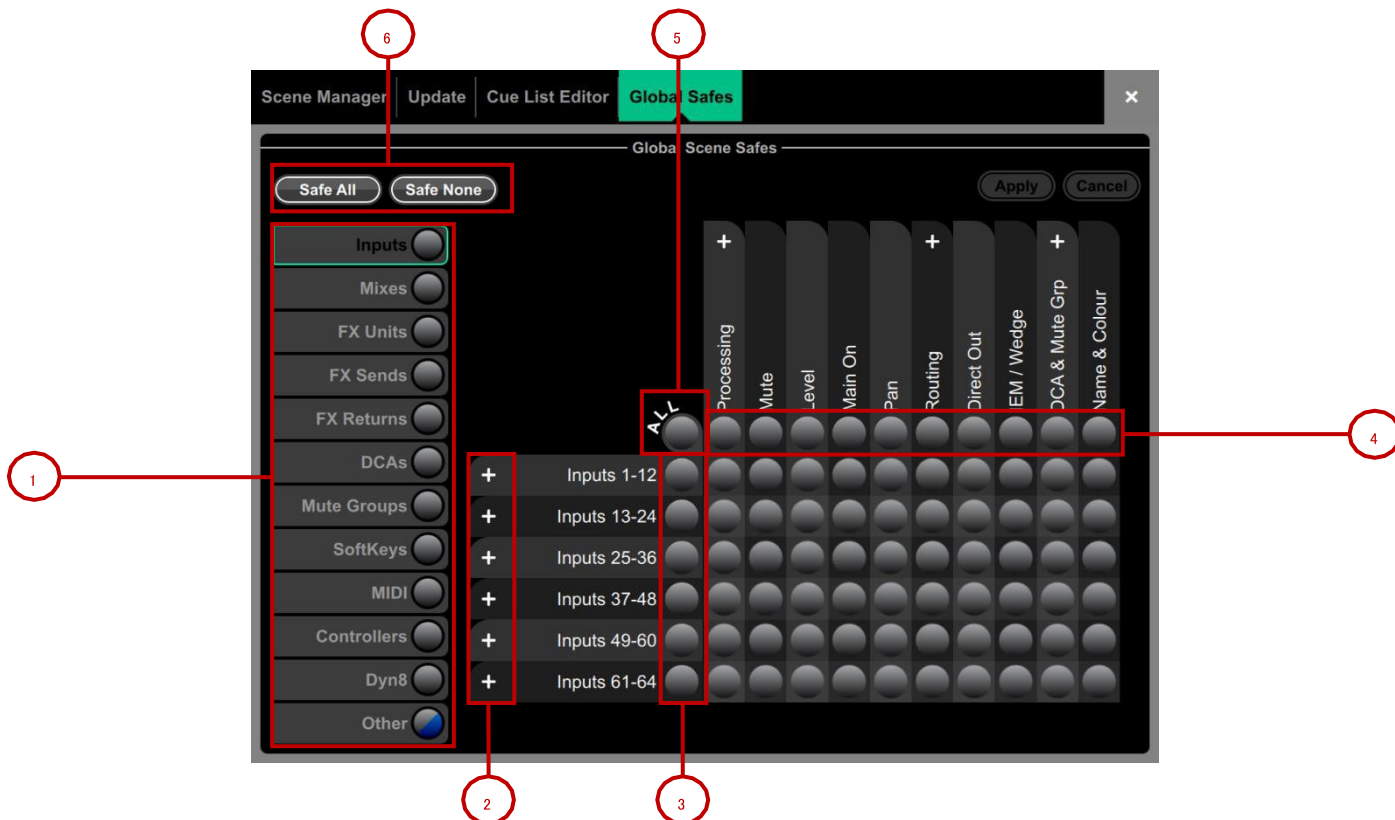 6
5
Scene Manager
Update
Cue List Editor
Global Safes
×
Global Scene Safes
Safe All
Safe None
Apply
Cancel
Inputs
Mixes
FX Units
FX Sends
FX Returns
DCAs
Mute Groups
SoftKeys
MIDI
Controllers
Dyn8
Other
+
+
+
Processing
Mute
Level
Main On
Pan
Routing
Direct Out
IEM / Wedge
DCA & Mute Grp
Name & Colour
ALL
4
1
+ Inputs 1-12
+ Inputs 13-24
+ Inputs 25-36
+ Inputs 37-48
+ Inputs 49-60
+ Inputs 61-64
2
3